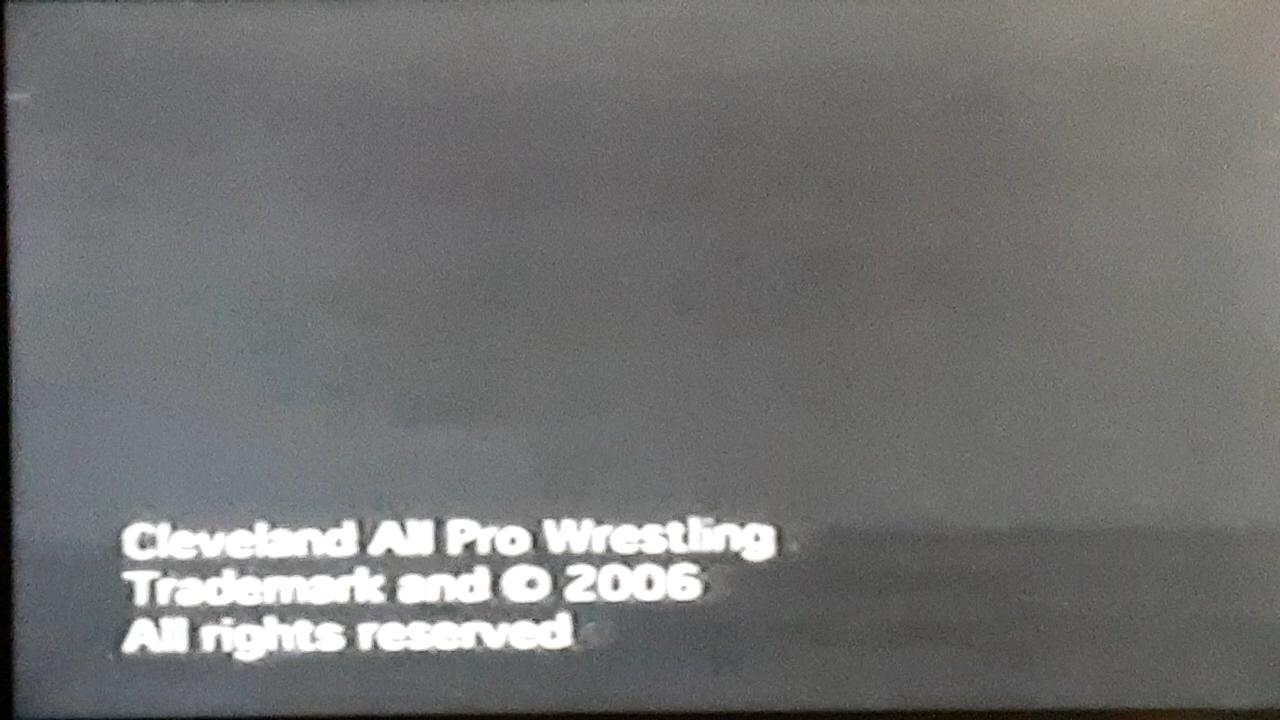 Cleveland All Pro Wrestling
Trademark and © 2006
All rights reserved